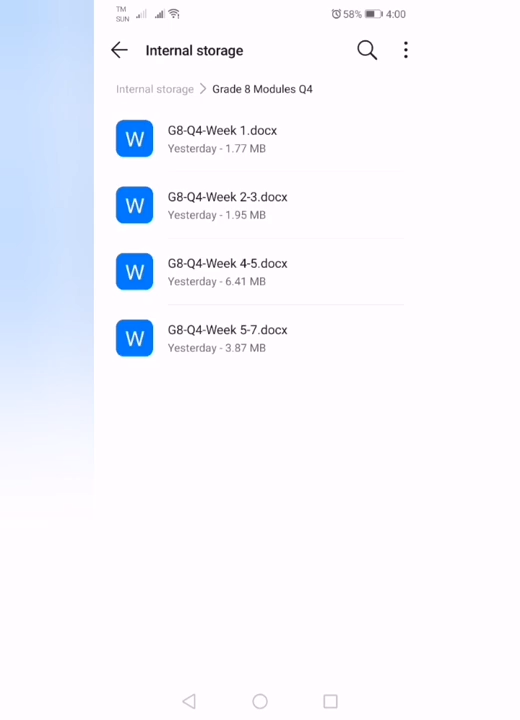 TM
SUN
58% 4:00
Internal storage
Internal storage > Grade 8 Modules Q4
W G8-Q4-Week 1.docx
Yesterday - 1.77 MB
W G8-Q4-Week 2-3.docx
Yesterday - 1.95 MB
W G8-Q4-Week 4-5.docx
Yesterday - 6.41 MB
W G8-Q4-Week 5-7.docx
Yesterday - 3.87 MB